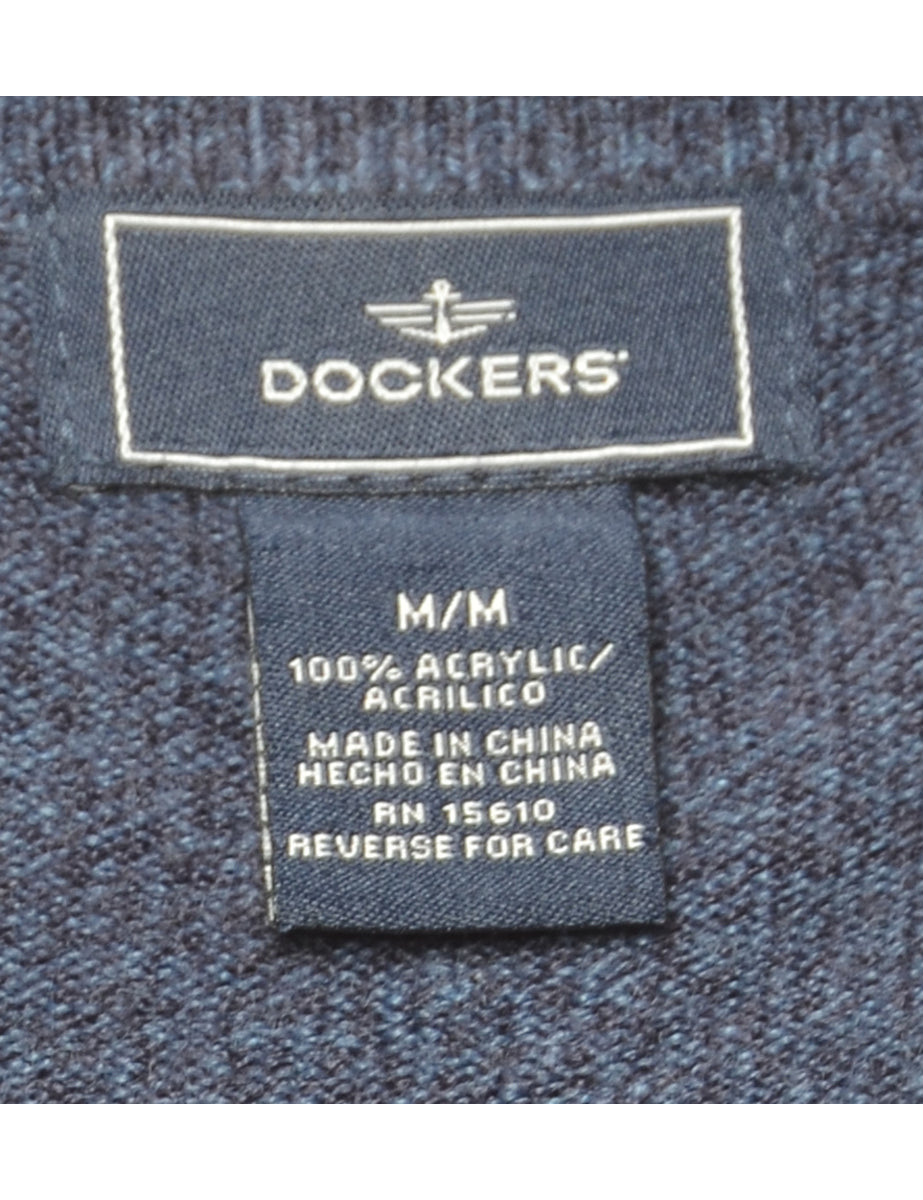 DOCKERS
M/M
100% ACRYLIC/
ACRILICO
MADE IN CHINA
HECHO EN CHINA
RN 15610
REVERSE FOR CARE